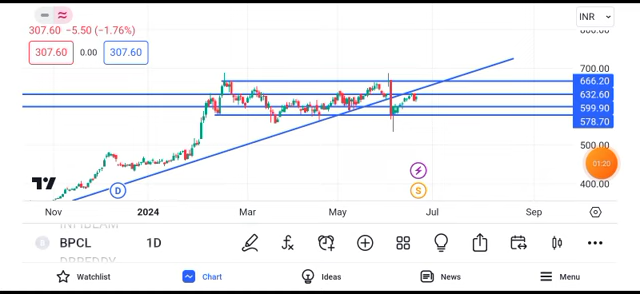 INR
307.60 −5.50 (−1.76%)
307.60 0.00 307.60
700.00
666.20
632.60
599.90
578.70
500.00
400.00
01:20
D
S
Nov 2024 Mar May Jul Sep
BPCL 1D
Watchlist Chart Ideas News Menu